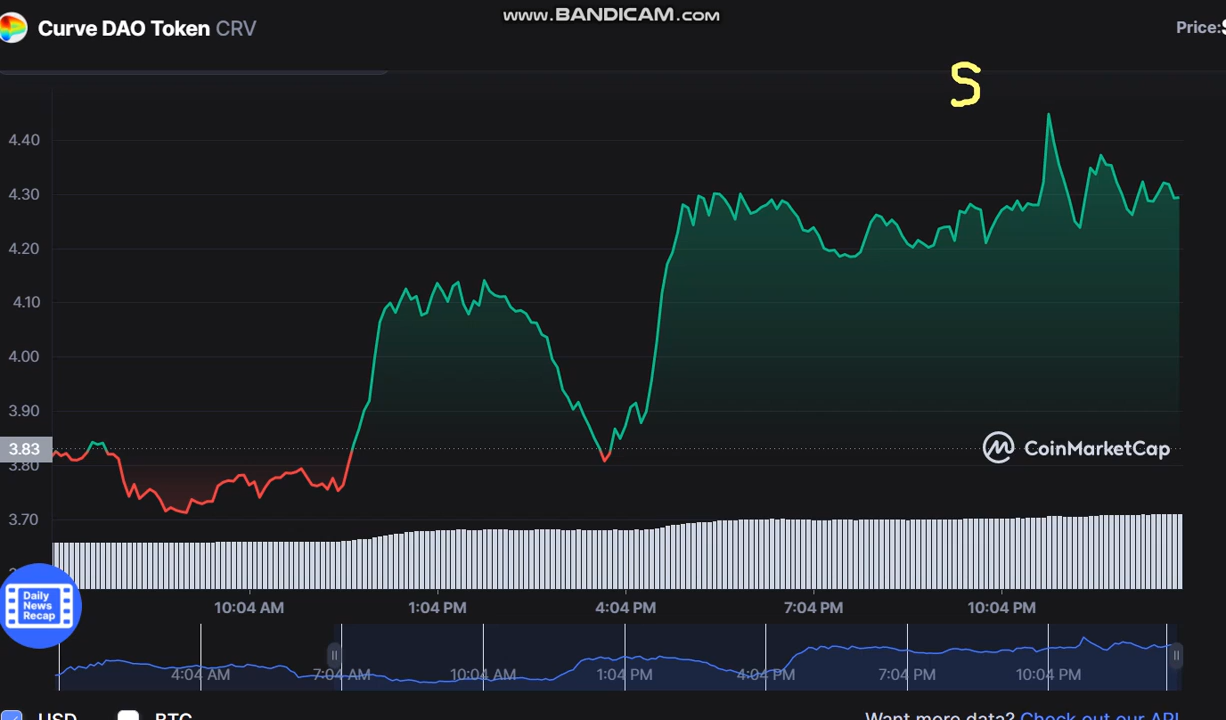 www.BANDICAM.com
Curve DAO Token CRV
Price:
S
4.40
4.30
4.20
4.10
4.00
3.90
3.83
3.80
3.70
CoinMarketCap
Daily
News
Recap
10:04 AM 1:04 PM 4:04 PM 7:04 PM 10:04 PM
4:04 AM 7:04 AM 10:04 AM 1:04 PM 4:04 PM 7:04 PM 10:04 PM
USD BTC
Want more data? Check out our API